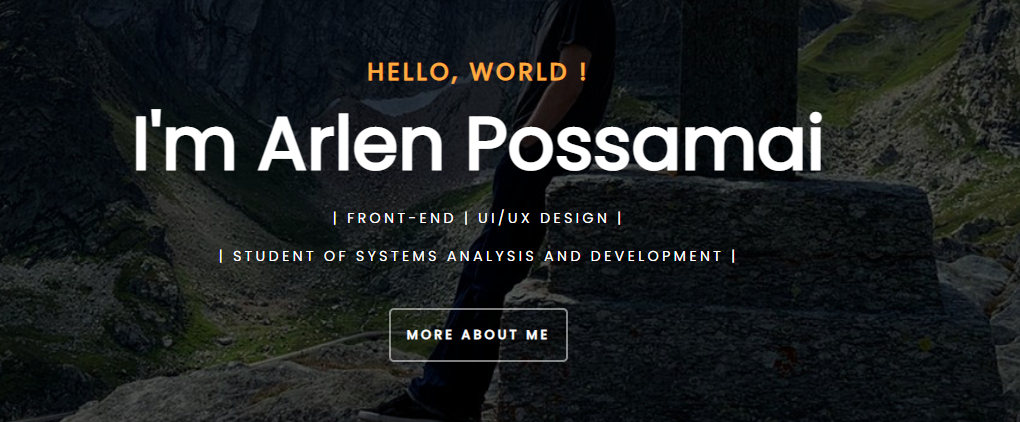 HELLO, WORLD !
I'm Arlen Possamai
| FRONT-END | UI/UX DESIGN |
| STUDENT OF SYSTEMS ANALYSIS AND DEVELOPMENT |
MORE ABOUT ME